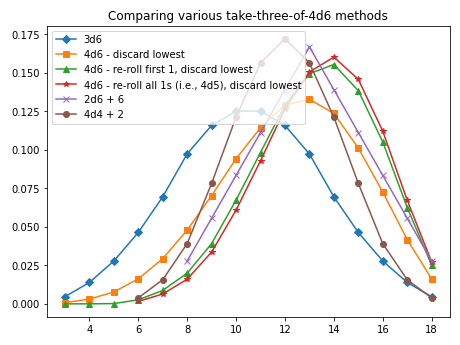 Comparing various take-three-of-4d6 methods
0.175
0.150
0.125
0.100
0.075
0.050
0.025
0.000
3d6
4d6 - discard lowest
4d6 - re-roll first 1, discard lowest
4d6 - re-roll all 1s (i.e., 4d5), discard lowest
2d6 + 6
4d4 + 2
4 6 8 10 12 14 16 18